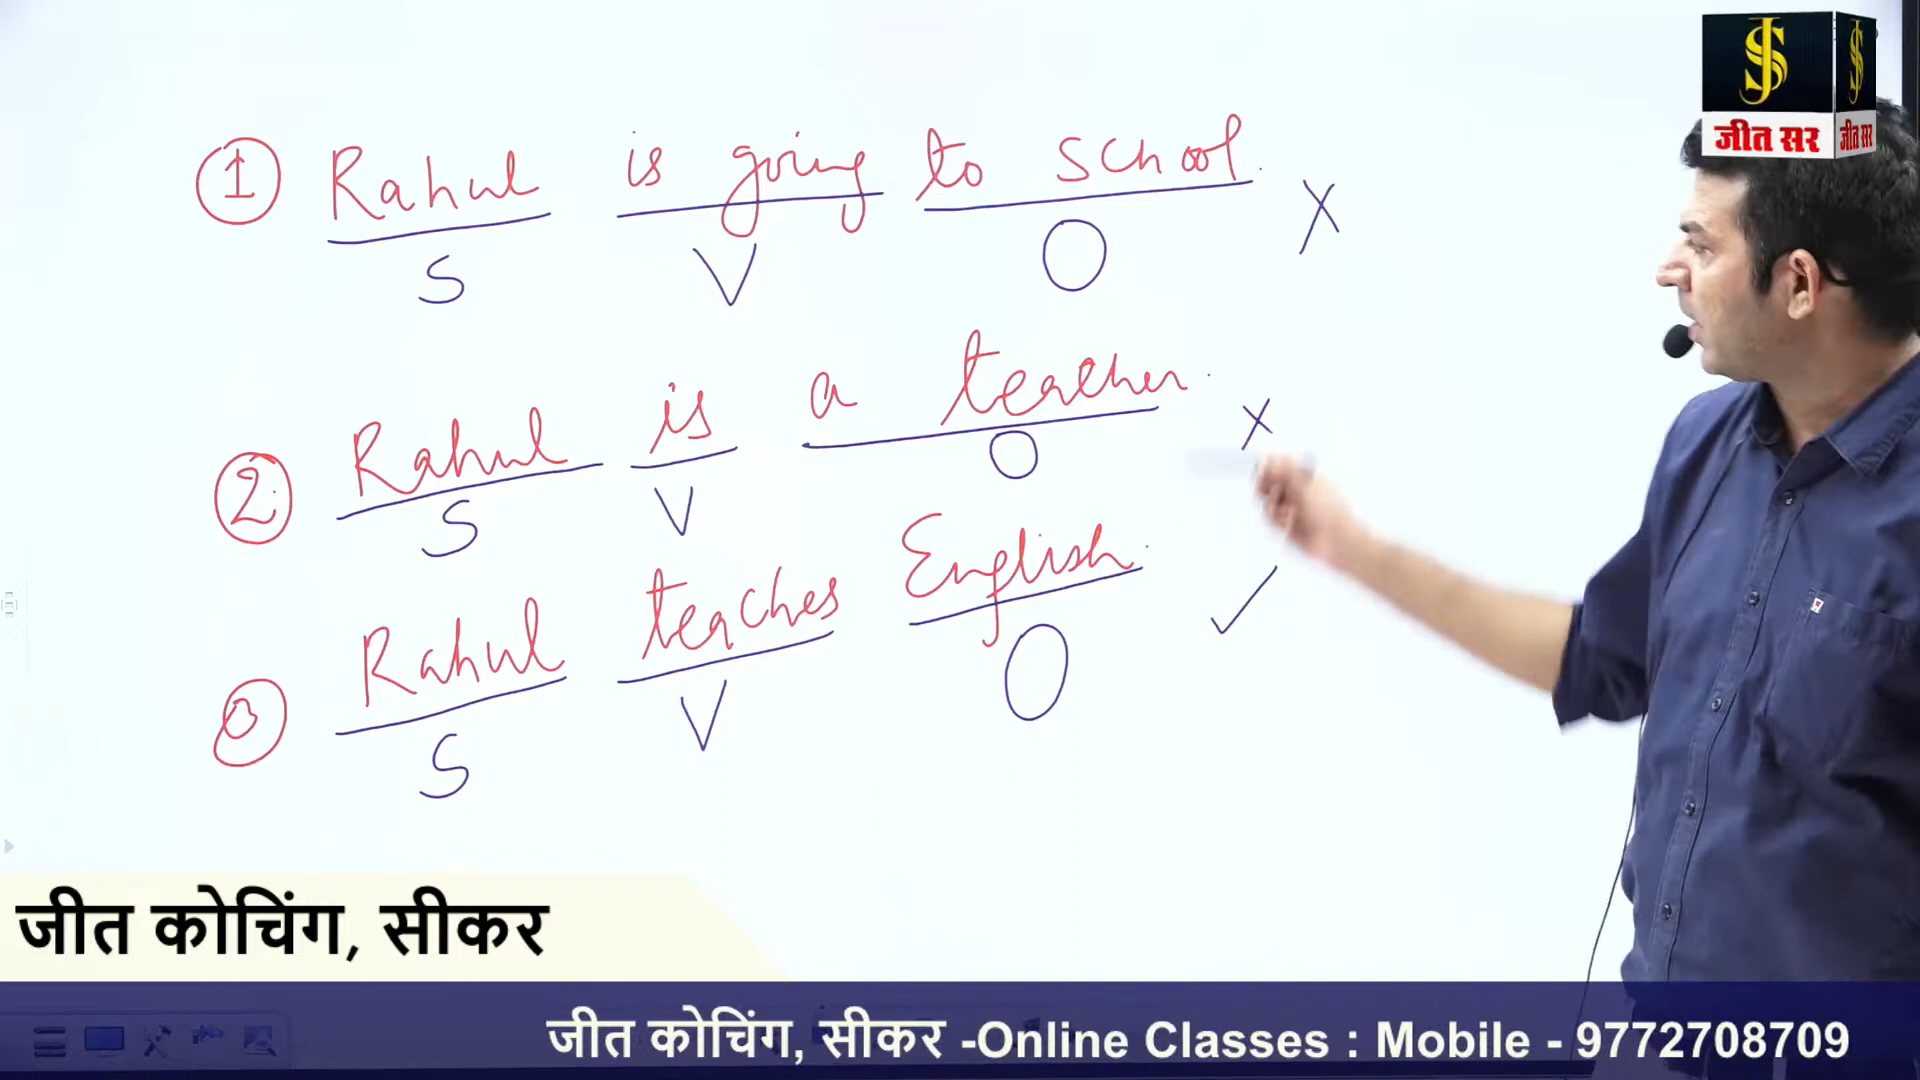 जीत सर
जीत सर
① Rahul is going to school. X
S V O
② Rahul is a teacher. X
S V O
③ Rahul teaches English. ✓
S V O
जीत कोचिंग, सीकर
जीत कोचिंग, सीकर -Online Classes : Mobile - 9772708709